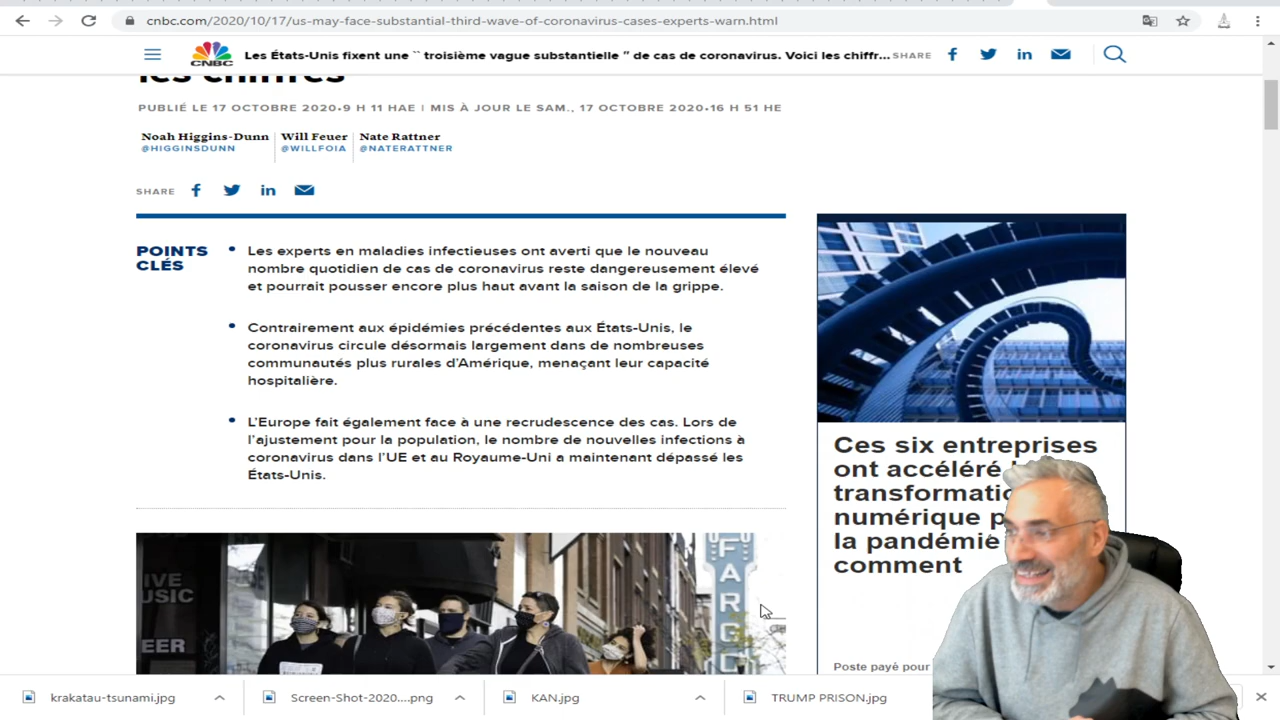 cnbc.com/2020/10/17/us-may-face-substantial-third-wave-of-coronavirus-cases-experts-warn.html
CNBC
Les États-Unis fixent une `` troisième vague substantielle '' de cas de coronavirus. Voici les chiffr...
SHARE
les chiffres
PUBLIÉ LE 17 OCTOBRE 2020•9 H 11 HAE | MIS À JOUR LE SAM., 17 OCTOBRE 2020•16 H 51 HE
Noah Higgins-Dunn
@HIGGINSDUNN
Will Feuer
@WILLFOIA
Nate Rattner
@NATERATTNER
SHARE
POINTS
CLÉS
Les experts en maladies infectieuses ont averti que le nouveau
nombre quotidien de cas de coronavirus reste dangereusement élevé
et pourrait pousser encore plus haut avant la saison de la grippe.
Contrairement aux épidémies précédentes aux États-Unis, le
coronavirus circule désormais largement dans de nombreuses
communautés plus rurales d'Amérique, menaçant leur capacité
hospitalière.
L'Europe fait également face à une recrudescence des cas. Lors de
l'ajustement pour la population, le nombre de nouvelles infections à
coronavirus dans l'UE et au Royaume-Uni a maintenant dépassé les
États-Unis.
Ces six entreprises
ont accéléré
numérique
la pandémie
comment
Poste payé pour
IVE
USIC
EER
FARGO
krakatau-tsunami.jpg
Screen-Shot-2020....png
KAN.jpg
TRUMP PRISON.jpg